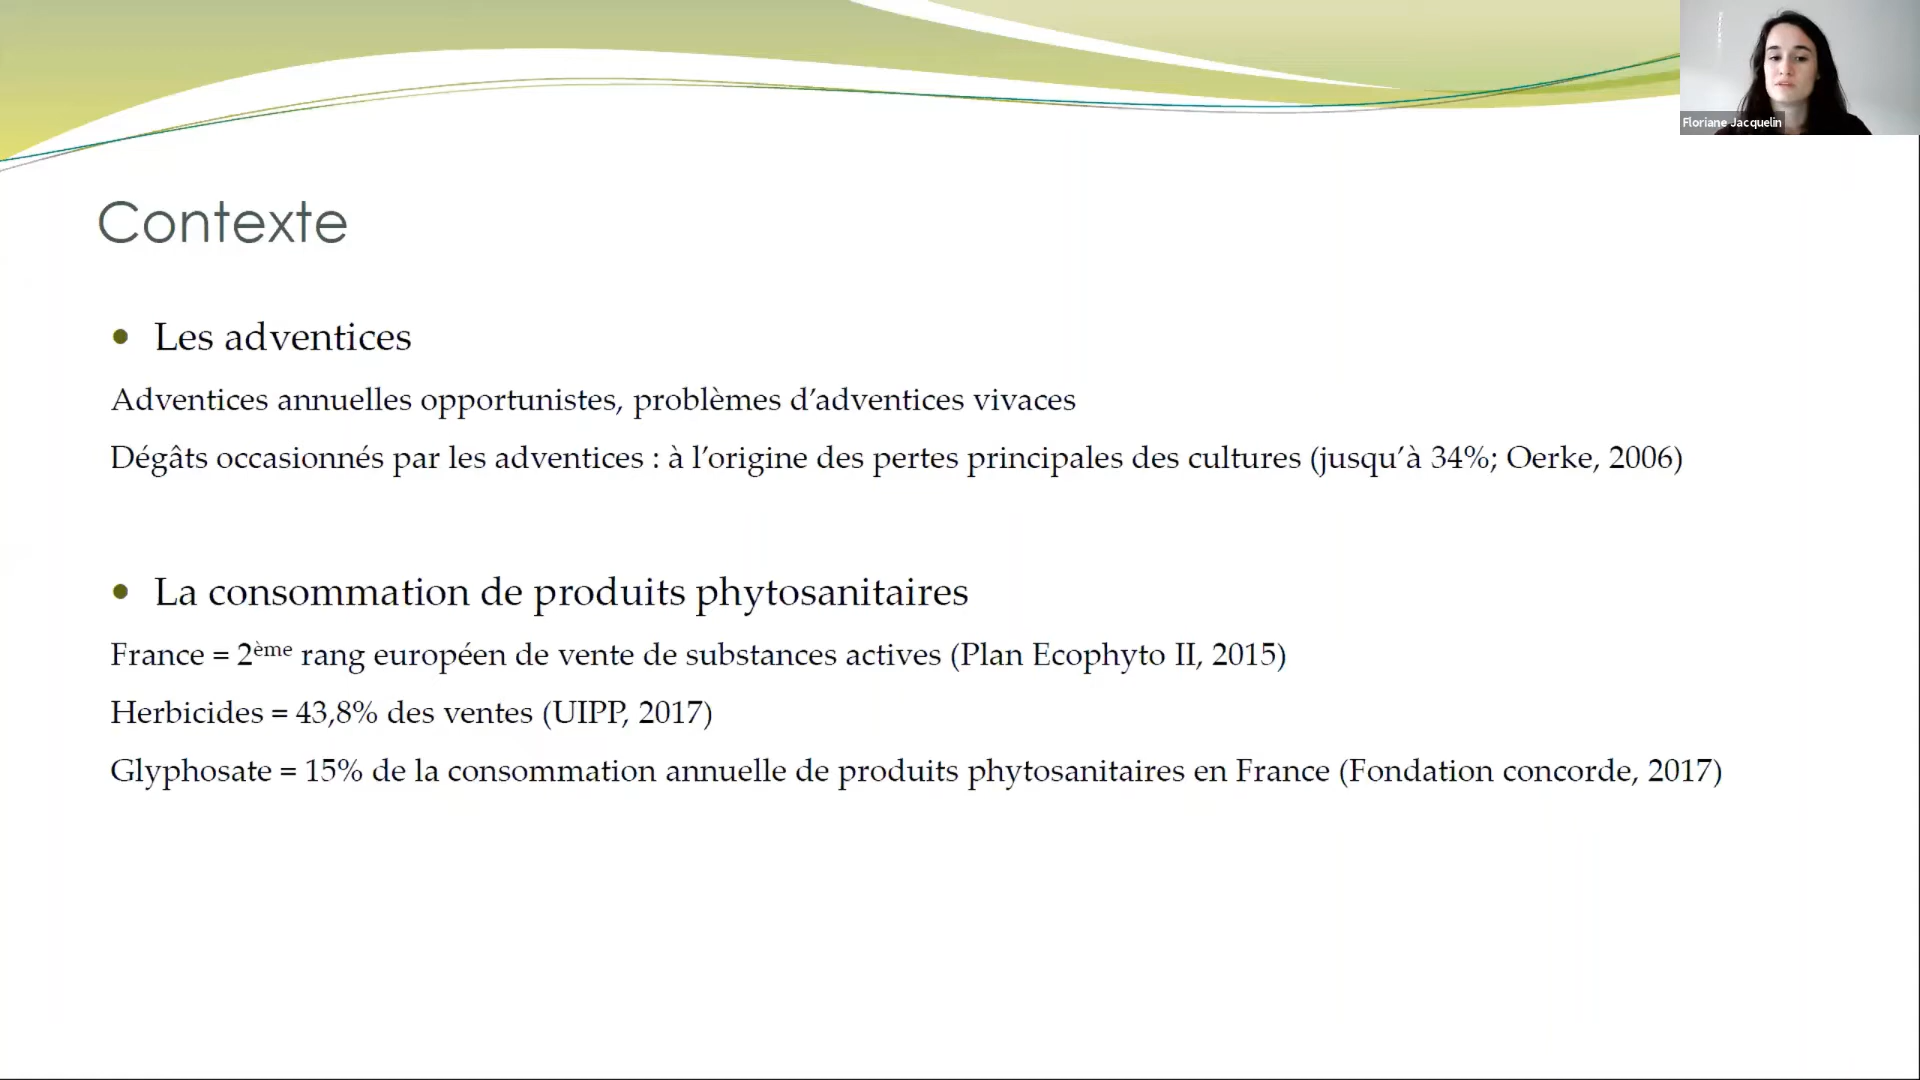 Floriane Jacquelin
Contexte
• Les adventices
Adventices annuelles opportunistes, problèmes d’adventices vivaces
Dégâts occasionnés par les adventices : à l’origine des pertes principales des cultures (jusqu’à 34%; Oerke, 2006)
• La consommation de produits phytosanitaires
France = 2ème rang européen de vente de substances actives (Plan Ecophyto II, 2015)
Herbicides = 43,8% des ventes (UIPP, 2017)
Glyphosate = 15% de la consommation annuelle de produits phytosanitaires en France (Fondation concorde, 2017)